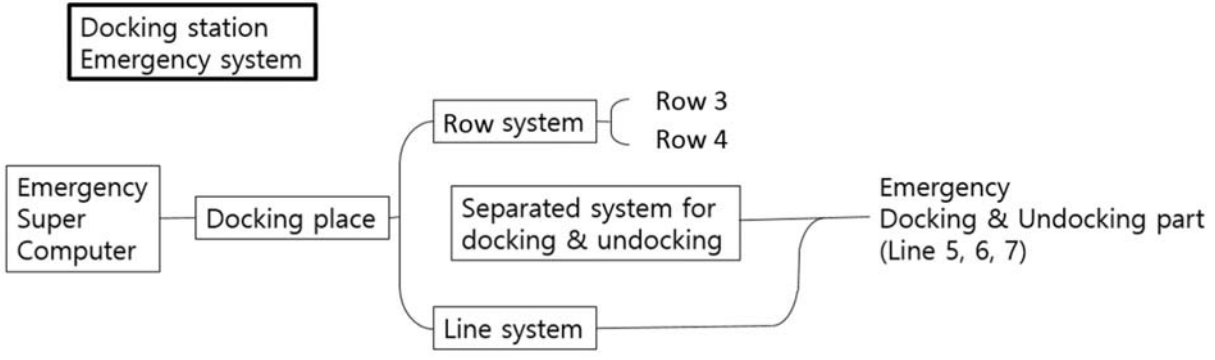 Docking station
Emergency system
Row system
Row 3
Row 4
Emergency
Super
Computer
Docking place
Separated system for
docking & undocking
Emergency
Docking & Undocking part
(Line 5, 6, 7)
Line system